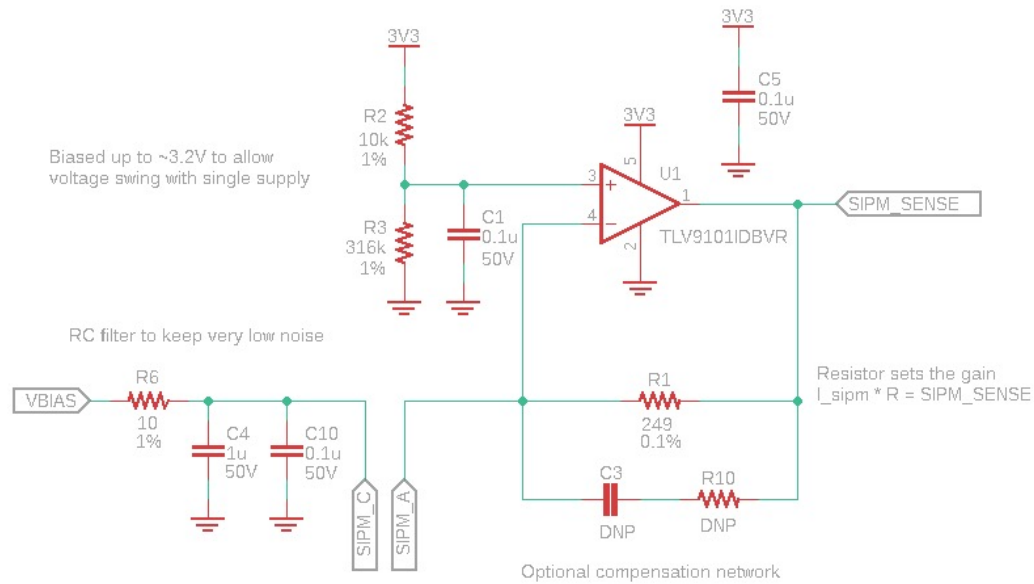 3V3
R2
10k
1%
Biased up to ~3.2V to allow
voltage swing with single supply
R3
316k
1%
C1
0.1u
50V
3V3
C5
0.1u
50V
3V3
5
U1
3
+
4
−
1
2
TLV9101IDBVR
SIPM_SENSE
RC filter to keep very low noise
VBIAS
R6
10
1%
C4
1u
50V
C10
0.1u
50V
SIPM_C
SIPM_A
R1
249
0.1%
Resistor sets the gain
I_sipm * R = SIPM_SENSE
C3
DNP
R10
DNP
Optional compensation network